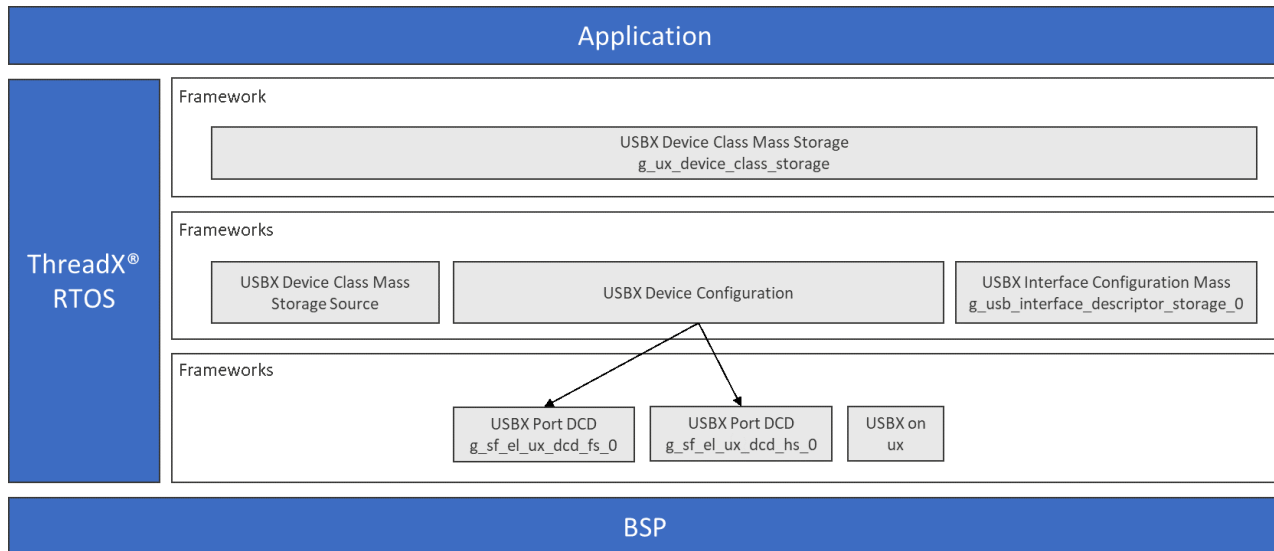 Application
ThreadX®
RTOS
Framework
USBX Device Class Mass Storage
g_ux_device_class_storage
Frameworks
USBX Device Class Mass
Storage Source
USBX Device Configuration
USBX Interface Configuration Mass
g_usb_interface_descriptor_storage_0
Frameworks
USBX Port DCD
g_sf_el_ux_dcd_fs_0
USBX Port DCD
g_sf_el_ux_dcd_hs_0
USBX on
ux
BSP